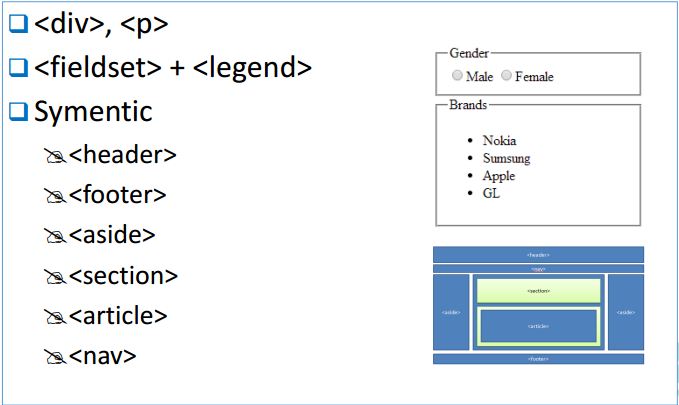 <div>, <p>
<fieldset> + <legend>
Symentic
<header>
<footer>
<aside>
<section>
<article>
<nav>
Gender
Male Female
Brands
Nokia
Sumsung
Apple
GL
<header>
<nav>
<aside>
<section>
<article>
<aside>
<footer>